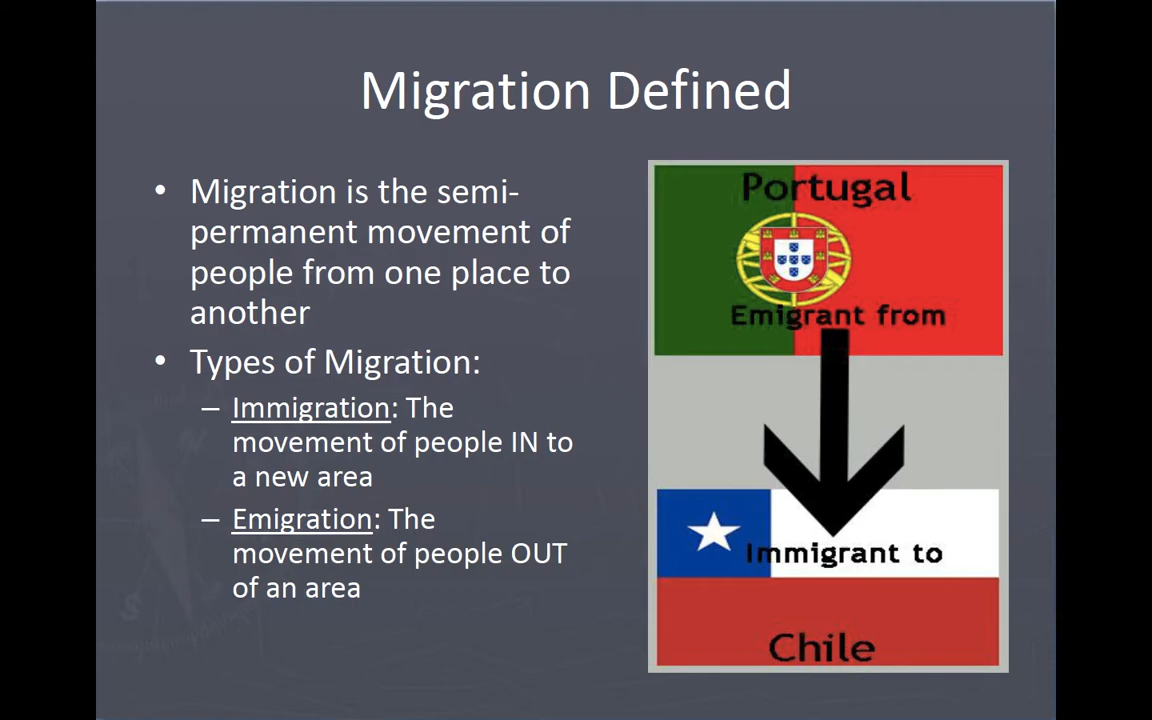 Migration Defined
• Migration is the semi-
permanent movement of
people from one place to
another
• Types of Migration:
– Immigration: The
movement of people IN to
a new area
– Emigration: The
movement of people OUT
of an area
Portugal
Emigrant from
Immigrant to
Chile